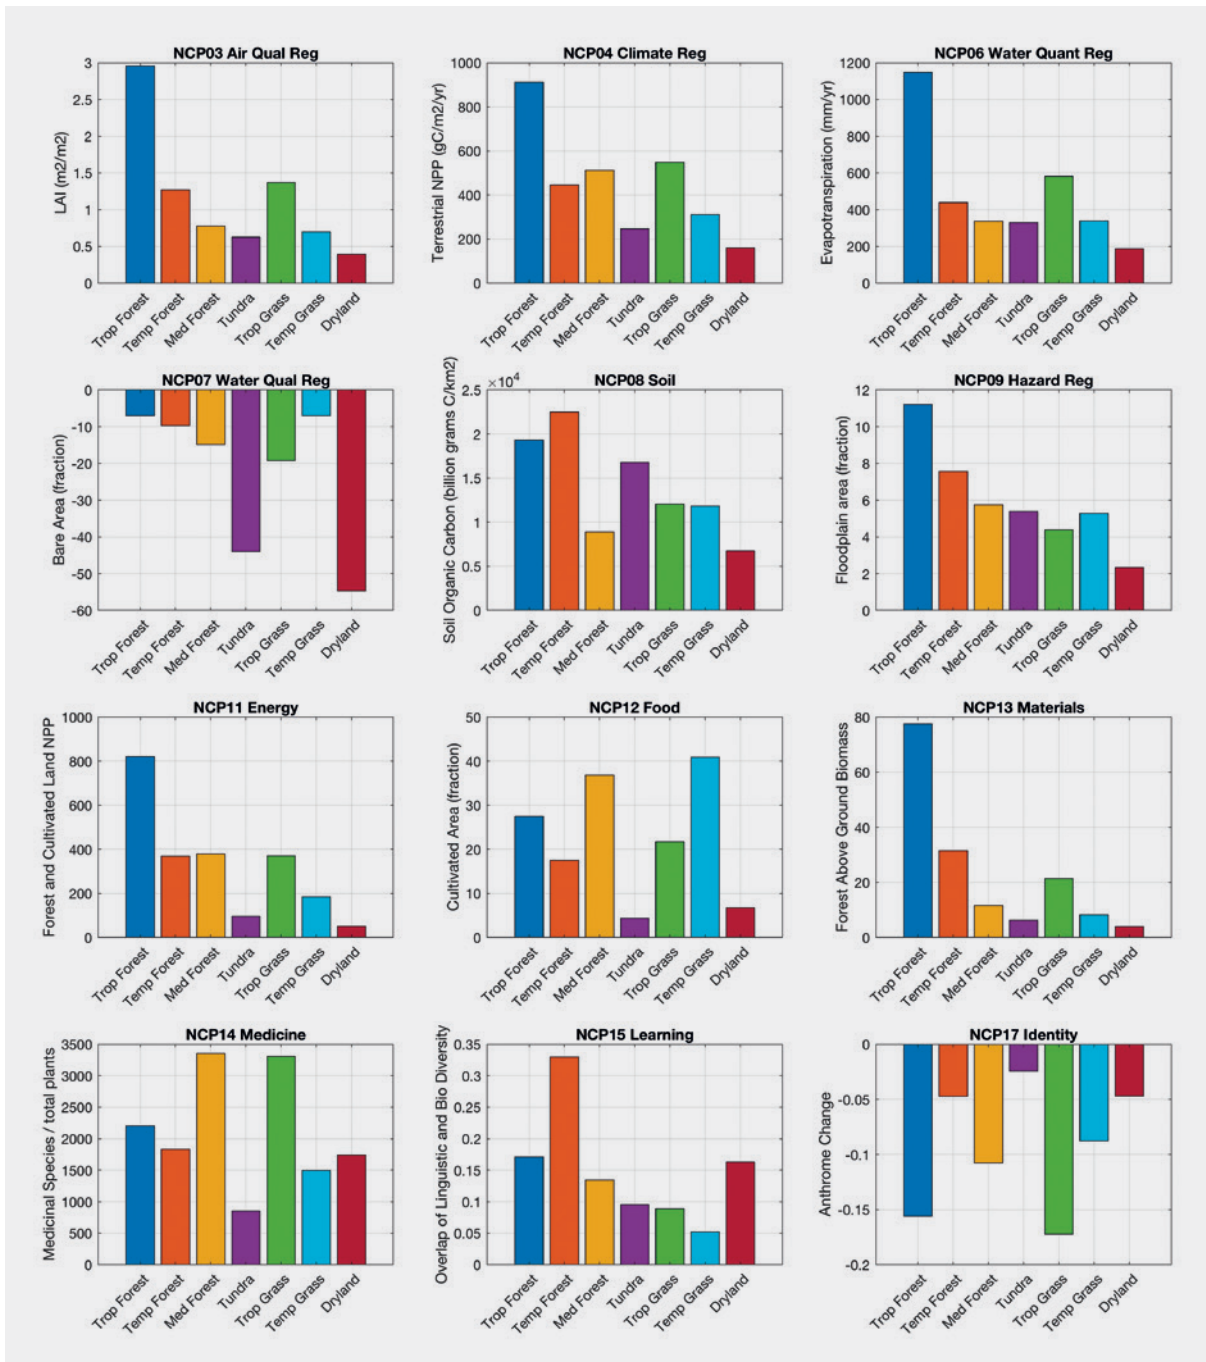 NCP03 Air Qual Reg
LAI (m2/m2)
3
2.5
2
1.5
1
0.5
0
Trop Forest
Temp Forest
Med Forest
Tundra
Trop Grass
Temp Grass
Dryland
NCP04 Climate Reg
Terrestrial NPP (gC/m2/yr)
1000
800
600
400
200
0
Trop Forest
Temp Forest
Med Forest
Tundra
Trop Grass
Temp Grass
Dryland
NCP06 Water Quant Reg
Evapotranspiration (mm/yr)
1200
1000
800
600
400
200
0
Trop Forest
Temp Forest
Med Forest
Tundra
Trop Grass
Temp Grass
Dryland
NCP07 Water Qual Reg
Bare Area (fraction)
0
-10
-20
-30
-40
-50
-60
Trop Forest
Temp Forest
Med Forest
Tundra
Trop Grass
Temp Grass
Dryland
NCP08 Soil
×10⁴
Soil Organic Carbon (billion grams C/km2)
2.5
2
1.5
1
0.5
0
Trop Forest
Temp Forest
Med Forest
Tundra
Trop Grass
Temp Grass
Dryland
NCP09 Hazard Reg
Floodplain area (fraction)
12
10
8
6
4
2
0
Trop Forest
Temp Forest
Med Forest
Tundra
Trop Grass
Temp Grass
Dryland
NCP11 Energy
Forest and Cultivated Land NPP
1000
800
600
400
200
0
Trop Forest
Temp Forest
Med Forest
Tundra
Trop Grass
Temp Grass
Dryland
NCP12 Food
Cultivated Area (fraction)
50
40
30
20
10
0
Trop Forest
Temp Forest
Med Forest
Tundra
Trop Grass
Temp Grass
Dryland
NCP13 Materials
Forest Above Ground Biomass
80
60
40
20
0
Trop Forest
Temp Forest
Med Forest
Tundra
Trop Grass
Temp Grass
Dryland
NCP14 Medicine
Medicinal Species / total plants
3500
3000
2500
2000
1500
1000
500
0
Trop Forest
Temp Forest
Med Forest
Tundra
Trop Grass
Temp Grass
Dryland
NCP15 Learning
Overlap of Linguistic and Bio Diversity
0.35
0.3
0.25
0.2
0.15
0.1
0.05
0
Trop Forest
Temp Forest
Med Forest
Tundra
Trop Grass
Temp Grass
Dryland
NCP17 Identity
Anthrome Change
0
-0.05
-0.1
-0.15
-0.2
Trop Forest
Temp Forest
Med Forest
Tundra
Trop Grass
Temp Grass
Dryland